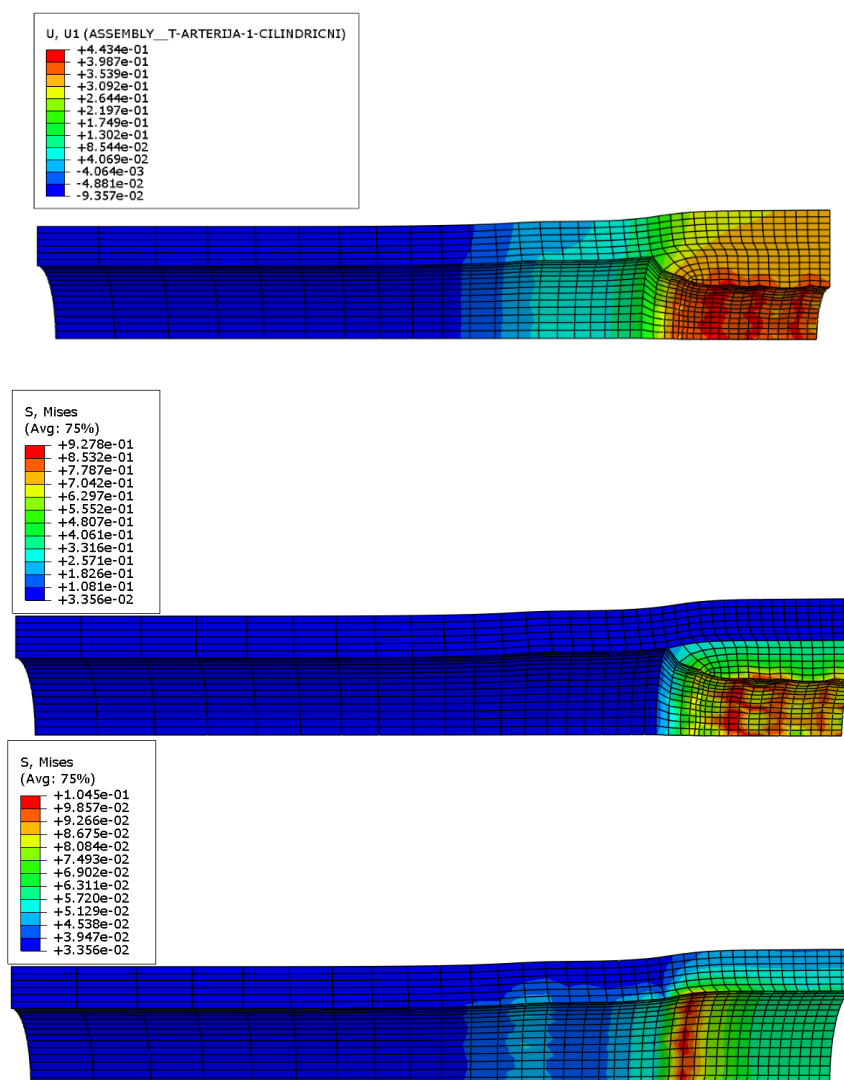 U, U1 (ASSEMBLY__T-ARTERIJA-1-CILINDRICNI)
+4.434e-01
+3.987e-01
+3.539e-01
+3.092e-01
+2.644e-01
+2.197e-01
+1.749e-01
+1.302e-01
+8.544e-02
+4.069e-02
-4.064e-03
-4.881e-02
-9.357e-02
S, Mises
(Avg: 75%)
+9.278e-01
+8.532e-01
+7.787e-01
+7.042e-01
+6.297e-01
+5.552e-01
+4.807e-01
+4.061e-01
+3.316e-01
+2.571e-01
+1.826e-01
+1.081e-01
+3.356e-02
S, Mises
(Avg: 75%)
+1.045e-01
+9.857e-02
+9.266e-02
+8.675e-02
+8.084e-02
+7.493e-02
+6.902e-02
+6.311e-02
+5.720e-02
+5.129e-02
+4.538e-02
+3.947e-02
+3.356e-02